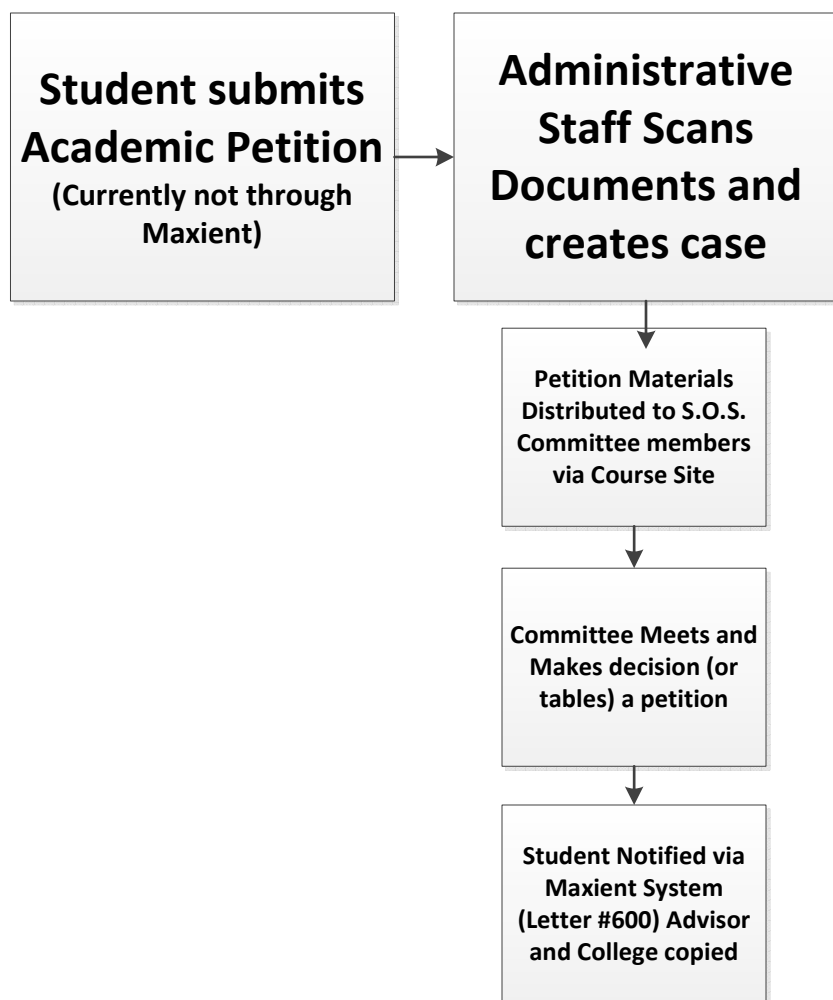 Student submits
Academic Petition
(Currently not through
Maxient)
Administrative
Staff Scans
Documents and
creates case
Petition Materials
Distributed to S.O.S.
Committee members
via Course Site
Committee Meets and
Makes decision (or
tables) a petition
Student Notified via
Maxient System
(Letter #600) Advisor
and College copied